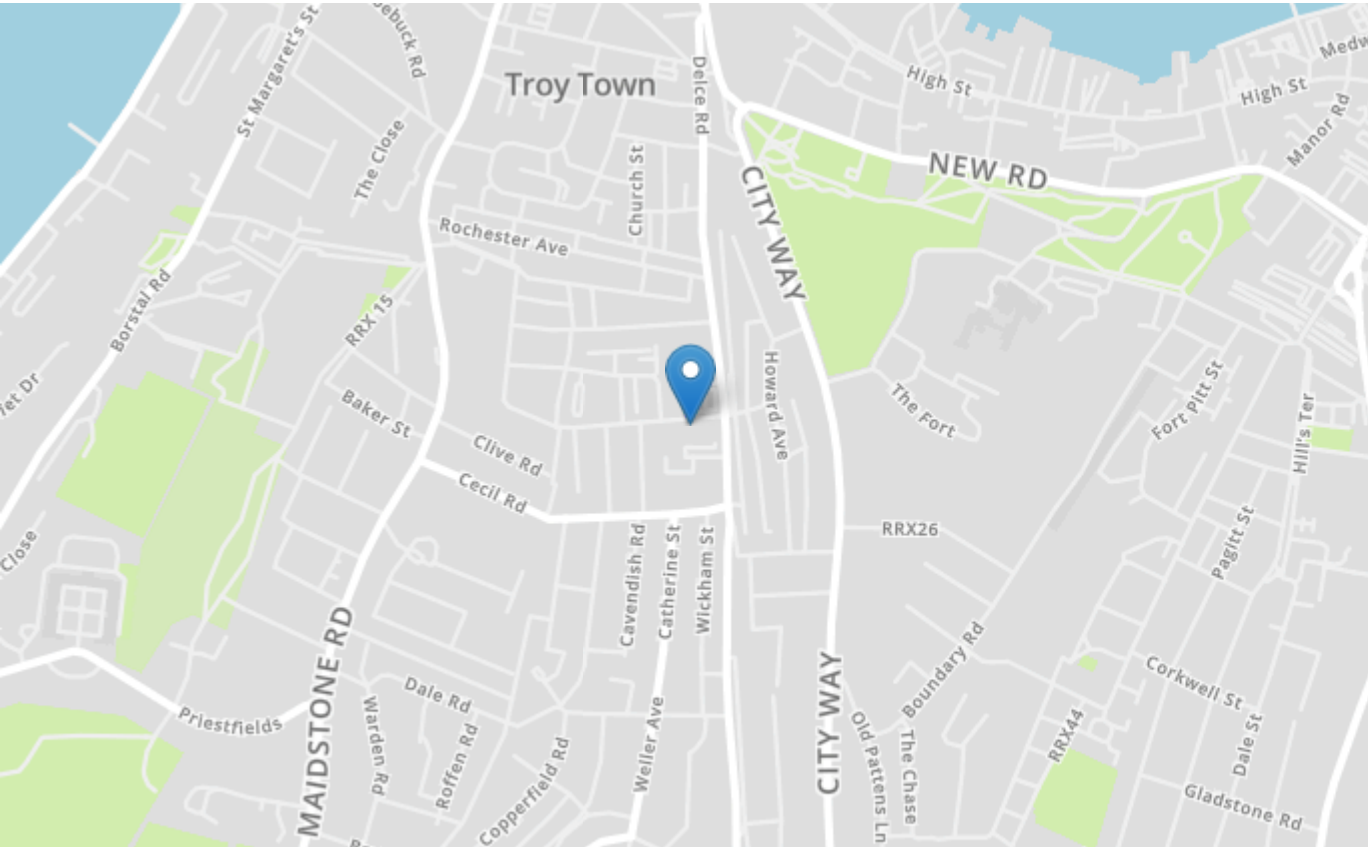 St Margaret's St
Delce Rd
High St
High St
Troy Town
Manor Rd
The Close
Church St
NEW RD
CITY WAY
Rochester Ave
Borstal Rd
RRX 15
Howard Ave
Baker St
The Fort
Fort Pitt St
Hill's Ter
Clive Rd
Cecil Rd
RRX26
Pagitt St
Close
Cavendish Rd
Catherine St
Wickham St
MAIDSTONE RD
Boundary Rd
Corkwell St
Dale Rd
Priestfields
Warden Rd
Roffen Rd
Copperfield Rd
Weller Ave
CITY WAY
Old Pattens Ln
The Chase
RRX44
Dale St
Gladstone Rd